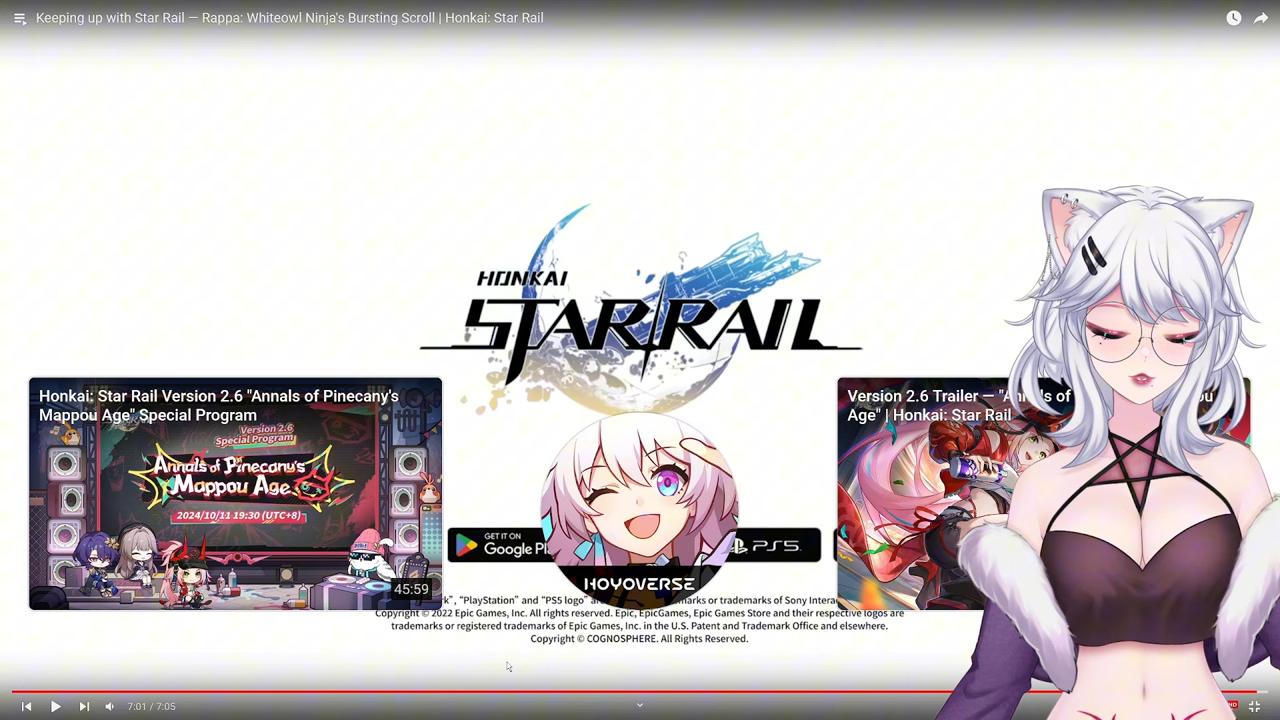 Keeping up with Star Rail — Rappa: Whiteowl Ninja's Bursting Scroll | Honkai: Star Rail
HONKAI
STAR RAIL
Honkai: Star Rail Version 2.6 "Annals of Pinecany's
Mappou Age" Special Program
Version 2.6
Special Program
Annals of Pinecany's
Mappou Age
2024/10/11 19:30 (UTC+8)
45:59
Version 2.6 Trailer — "Annals of
Age" | Honkai: Star Rail
GET IT ON
Google Pl
PS5
HOYOVERSE
"PlayStation" and "PS5 logo"
marks or trademarks of Sony
Copyright © 2022 Epic Games, Inc. All rights reserved. Epic, EpicGames, Epic Games Store and their respective logos are
trademarks or registered trademarks of Epic Games, Inc. in the U.S. Patent and Trademark Office and elsewhere.
Copyright © COGNOSPHERE. All Rights Reserved.
7:01 / 7:05
HD